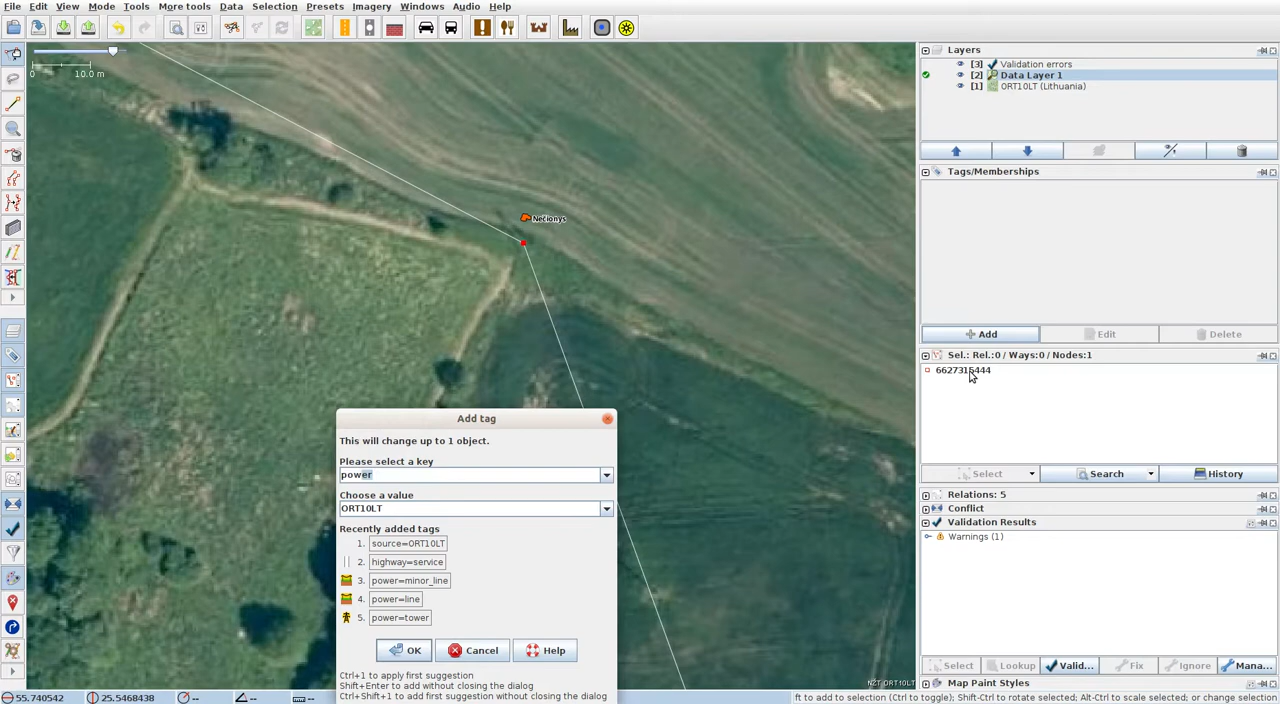 File Edit View Mode Tools More tools Data Selection Presets Imagery Windows Audio Help
0 10.0 m
Nečionys
Layers
[3] Validation errors
[2] Data Layer 1
[1] ORT10LT (Lithuania)
Tags/Memberships
Add Edit Delete
Sel.: Rel.:0 / Ways:0 / Nodes:1
6627315444
Select Search History
Relations: 5
Conflict
Validation Results
Warnings (1)
Select Lookup Valid... Fix Ignore Mana...
Map Paint Styles
Add tag
This will change up to 1 object.
Please select a key
power
Choose a value
ORT10LT
Recently added tags
1. source=ORT10LT
2. highway=service
3. power=minor_line
4. power=line
5. power=tower
OK Cancel Help
Ctrl+1 to apply first suggestion
Shift+Enter to add without closing the dialog
Ctrl+Shift+1 to add first suggestion without closing the dialog
NŽT ORT10LT
55.740542 25.5468438 -- -- -- ft to add to selection (Ctrl to toggle); Shift-Ctrl to rotate selected; Alt-Ctrl to scale selected; or change selection